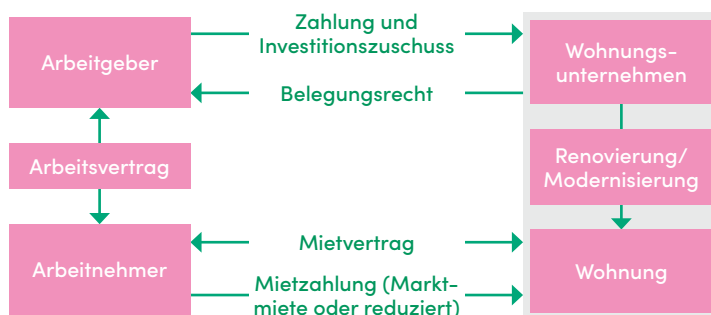 Zahlung und
Investitionszuschuss
Arbeitgeber
Wohnungs-
unternehmen
Belegungsrecht
Arbeitsvertrag
Renovierung/
Modernisierung
Mietvertrag
Arbeitnehmer
Wohnung
Mietzahlung (Markt-
miete oder reduziert)